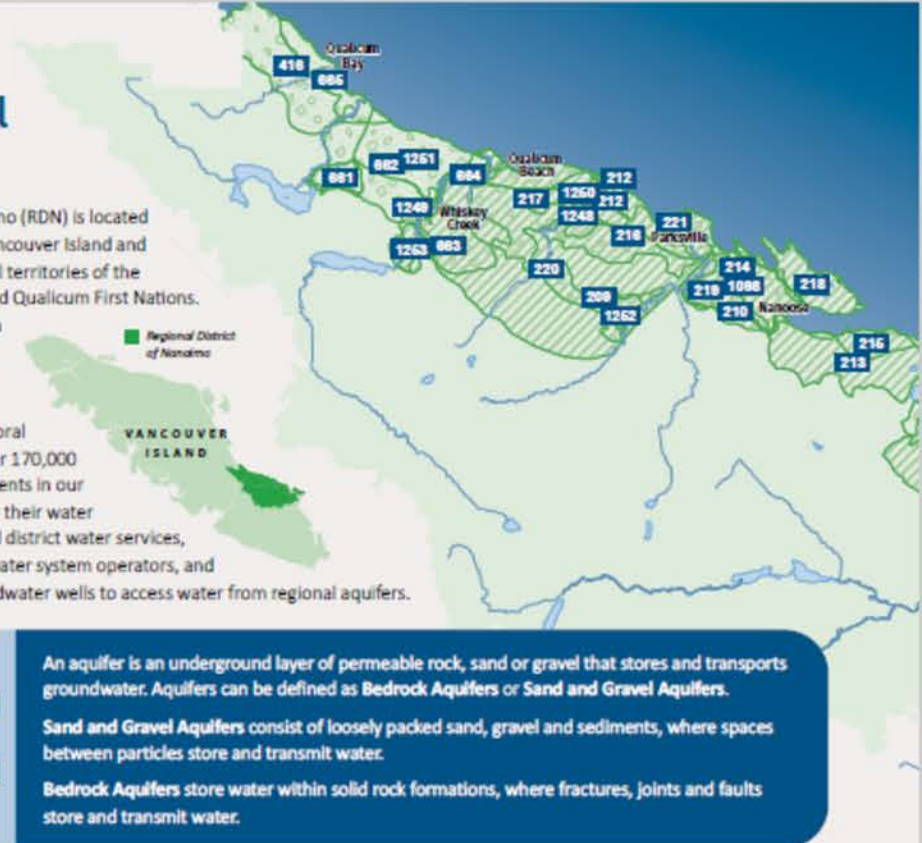 l
no (RDN) is located
ncouver Island and
l territories of the
d Qualicum First Nations.
Regional District
of Nanaimo
oral
r 170,000
ents in our
their water
l district water services,
ater system operators, and
dwater wells to access water from regional aquifers.
VANCOUVER
ISLAND
Qualicum
Bay
416
665
Qualicum
Beach
662
1251
664
661
217
1250
212
212
1249
Whiskey
Creek
1248
221
216
Parksville
1253
663
220
214
219
1098
218
209
1252
210
Nanoose
215
213
An aquifer is an underground layer of permeable rock, sand or gravel that stores and transports
groundwater. Aquifers can be defined as Bedrock Aquifers or Sand and Gravel Aquifers.
Sand and Gravel Aquifers consist of loosely packed sand, gravel and sediments, where spaces
between particles store and transmit water.
Bedrock Aquifers store water within solid rock formations, where fractures, joints and faults
store and transmit water.